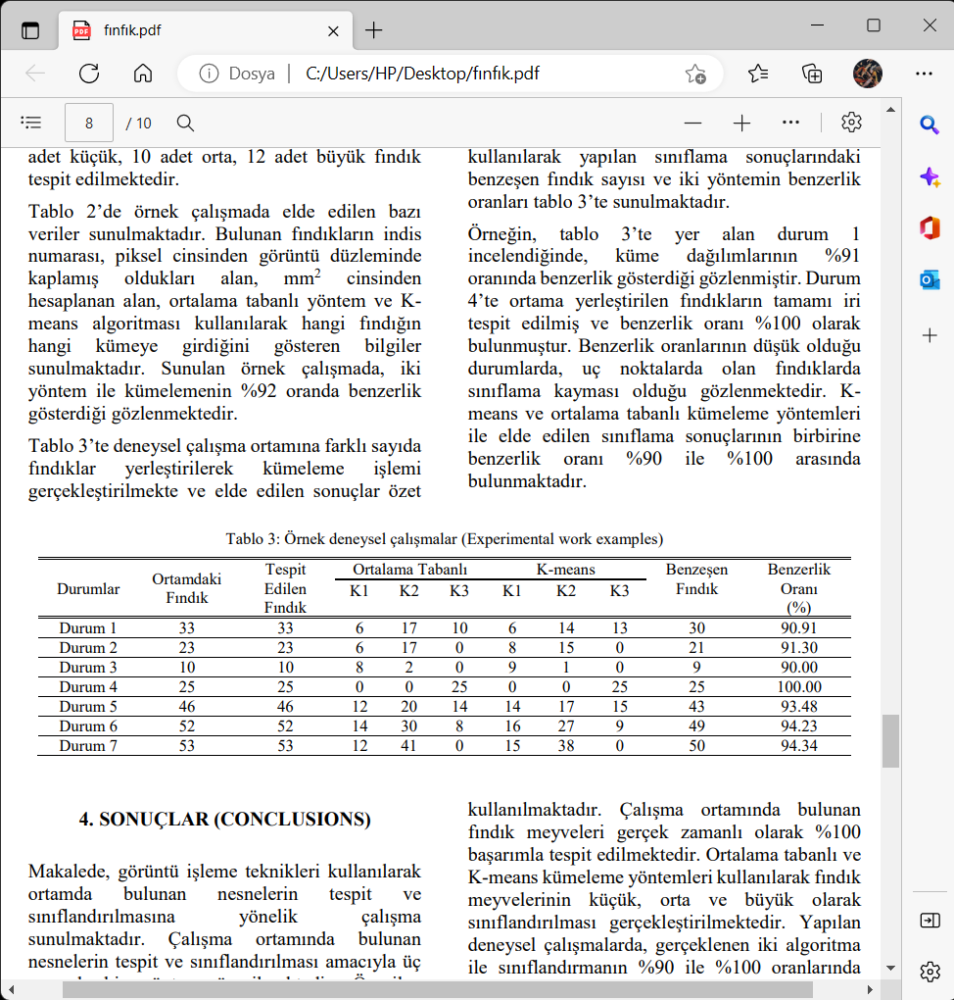 fınfık.pdf
Dosya | C:/Users/HP/Desktop/fınfık.pdf
8 / 10
adet küçük, 10 adet orta, 12 adet büyük fındık
tespit edilmektedir.
Tablo 2’de örnek çalışmada elde edilen bazı
veriler sunulmaktadır. Bulunan fındıkların indis
numarası, piksel cinsinden görüntü düzleminde
kaplamış oldukları alan, mm² cinsinden
hesaplanan alan, ortalama tabanlı yöntem ve K-
means algoritması kullanılarak hangi fındığın
hangi kümeye girdiğini gösteren bilgiler
sunulmaktadır. Sunulan örnek çalışmada, iki
yöntem ile kümelemenin %92 oranda benzerlik
gösterdiği gözlenmektedir.
Tablo 3’te deneysel çalışma ortamına farklı sayıda
fındıklar yerleştirilerek kümeleme işlemi
gerçekleştirilmekte ve elde edilen sonuçlar özet
kullanılarak yapılan sınıflama sonuçlarındaki
benzeşen fındık sayısı ve iki yöntemin benzerlik
oranları tablo 3’te sunulmaktadır.
Örneğin, tablo 3’te yer alan durum 1
incelendiğinde, küme dağılımlarının %91
oranında benzerlik gösterdiği gözlenmiştir. Durum
4’te ortama yerleştirilen fındıkların tamamı iri
tespit edilmiş ve benzerlik oranı %100 olarak
bulunmuştur. Benzerlik oranlarının düşük olduğu
durumlarda, uç noktalarda olan fındıklarda
sınıflama kayması olduğu gözlenmektedir. K-
means ve ortalama tabanlı kümeleme yöntemleri
ile elde edilen sınıflama sonuçlarının birbirine
benzerlik oranı %90 ile %100 arasında
bulunmaktadır.
Tablo 3: Örnek deneysel çalışmalar (Experimental work examples)
Durumlar Ortamdaki Fındık Tespit Edilen Fındık Ortalama Tabanlı K-means Benzeşen Fındık Benzerlik Oranı (%)
K1 K2 K3 K1 K2 K3
Durum 1 33 33 6 17 10 6 14 13 30 90.91
Durum 2 23 23 6 17 0 8 15 0 21 91.30
Durum 3 10 10 8 2 0 9 1 0 9 90.00
Durum 4 25 25 0 0 25 0 0 25 25 100.00
Durum 5 46 46 12 20 14 14 17 15 43 93.48
Durum 6 52 52 14 30 8 16 27 9 49 94.23
Durum 7 53 53 12 41 0 15 38 0 50 94.34
4. SONUÇLAR (CONCLUSIONS)
Makalede, görüntü işleme teknikleri kullanılarak
ortamda bulunan nesnelerin tespit ve
sınıflandırılmasına yönelik çalışma
sunulmaktadır. Çalışma ortamında bulunan
nesnelerin tespit ve sınıflandırılması amacıyla üç
kullanılmaktadır. Çalışma ortamında bulunan
fındık meyveleri gerçek zamanlı olarak %100
başarımla tespit edilmektedir. Ortalama tabanlı ve
K-means kümeleme yöntemleri kullanılarak fındık
meyvelerinin küçük, orta ve büyük olarak
sınıflandırılması gerçekleştirilmektedir. Yapılan
deneysel çalışmalarda, gerçeklenen iki algoritma
ile sınıflandırmanın %90 ile %100 oranlarında